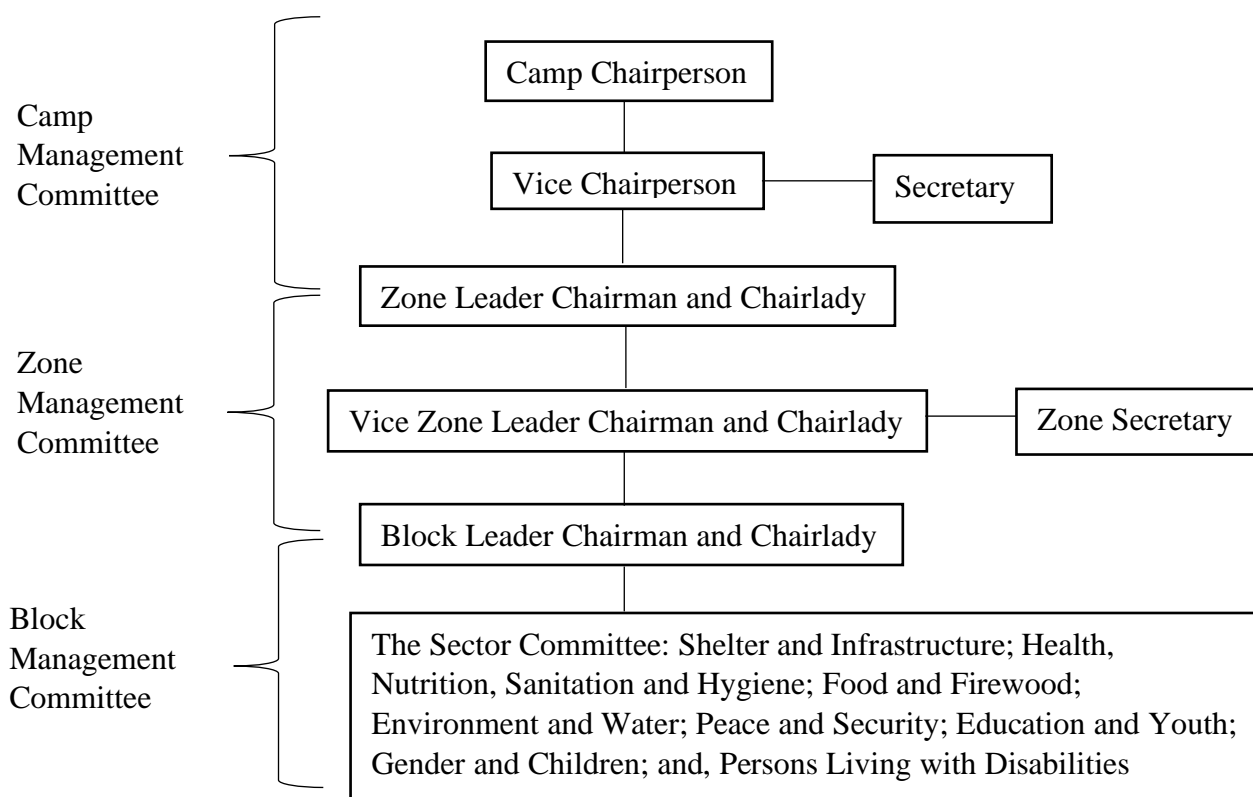 Camp Chairperson
Camp
Management
Committee
Vice Chairperson
Secretary
Zone Leader Chairman and Chairlady
Zone
Management
Committee
Vice Zone Leader Chairman and Chairlady
Zone Secretary
Block Leader Chairman and Chairlady
Block
Management
Committee
The Sector Committee: Shelter and Infrastructure; Health,
Nutrition, Sanitation and Hygiene; Food and Firewood;
Environment and Water; Peace and Security; Education and Youth;
Gender and Children; and, Persons Living with Disabilities